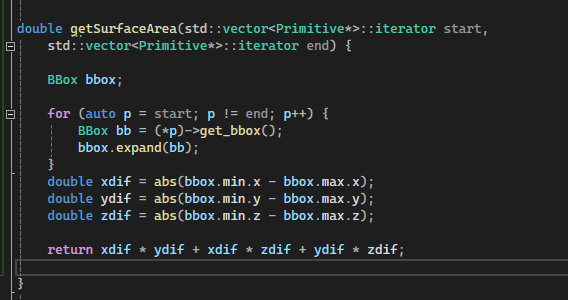 double getSurfaceArea(std::vector<Primitive*>::iterator start,
std::vector<Primitive*>::iterator end) {
BBox bbox;
for (auto p = start; p != end; p++) {
BBox bb = (*p)->get_bbox();
bbox.expand(bb);
}
double xdif = abs(bbox.min.x - bbox.max.x);
double ydif = abs(bbox.min.y - bbox.max.y);
double zdif = abs(bbox.min.z - bbox.max.z);
return xdif * ydif + xdif * zdif + ydif * zdif;
}